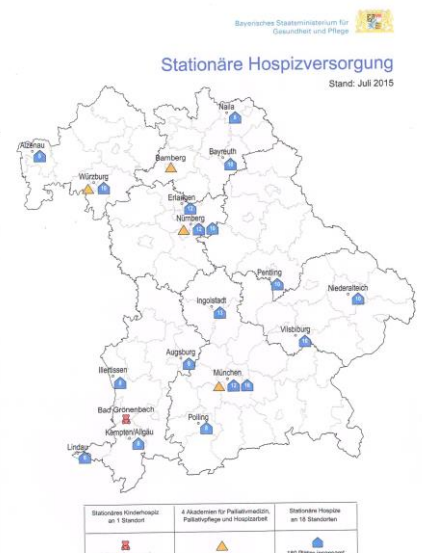 Bayerisches Staatsministerium für
Gesundheit und Pflege
Stationäre Hospizversorgung
Stand: Juli 2015
Naila
Alzenau
Bamberg
Bayreuth
Würzburg
Erlangen
Nürnberg
Pentling
Niederalteich
Ingolstadt
Vilsbiburg
Augsburg
Illertissen
München
Bad Grönenbach
Polling
Kempten/Allgäu
Lindau
Stationäres Kinderhospiz
an 1 Standort
4 Akademien für Palliativmedizin,
Palliativpflege und Hospizarbeit
Stationäre Hospize
an 16 Standorten